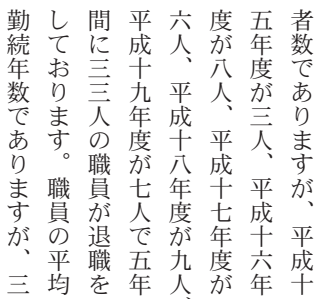 者数でありますが、平成十
五年度が三人、平成十六年
度が八人、平成十七年度が
六人、平成十八年度が九人、
平成十九年度が七人で五年
間に三三人の職員が退職を
しております。職員の平均
勤続年数でありますが、三